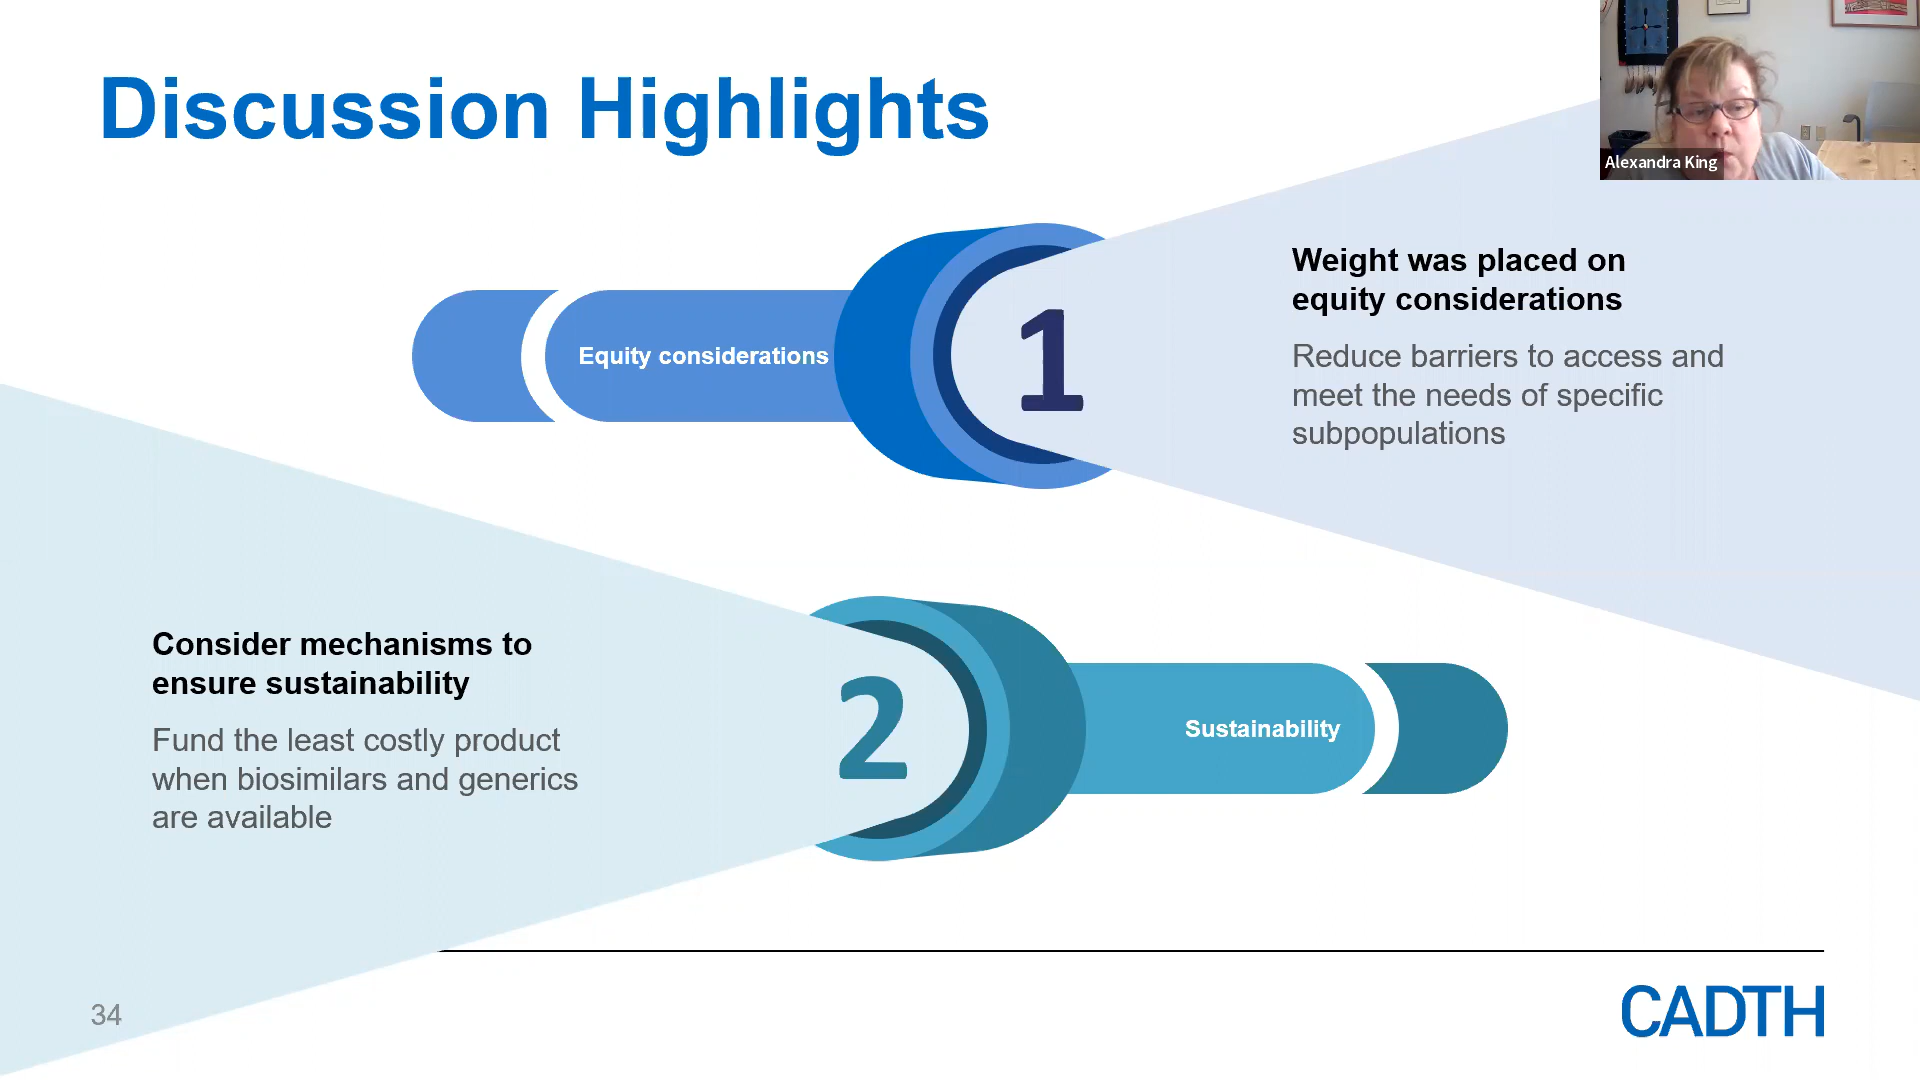 Discussion Highlights
Alexandra King
Equity considerations
1
Weight was placed on
equity considerations
Reduce barriers to access and
meet the needs of specific
subpopulations
Consider mechanisms to
ensure sustainability
Fund the least costly product
when biosimilars and generics
are available
2
Sustainability
34
CADTH